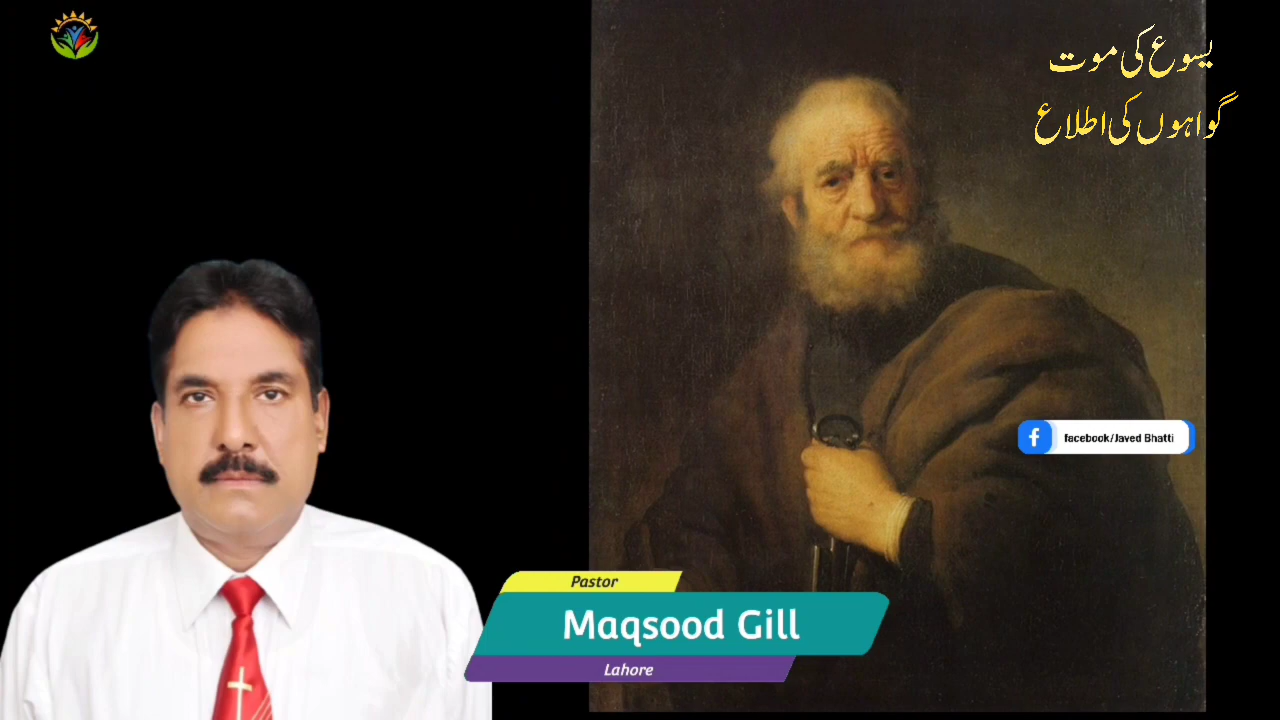 یسوع کی موت
گواہوں کی اطلاع
facebook/Javed Bhatti
Pastor
Maqsood Gill
Lahore